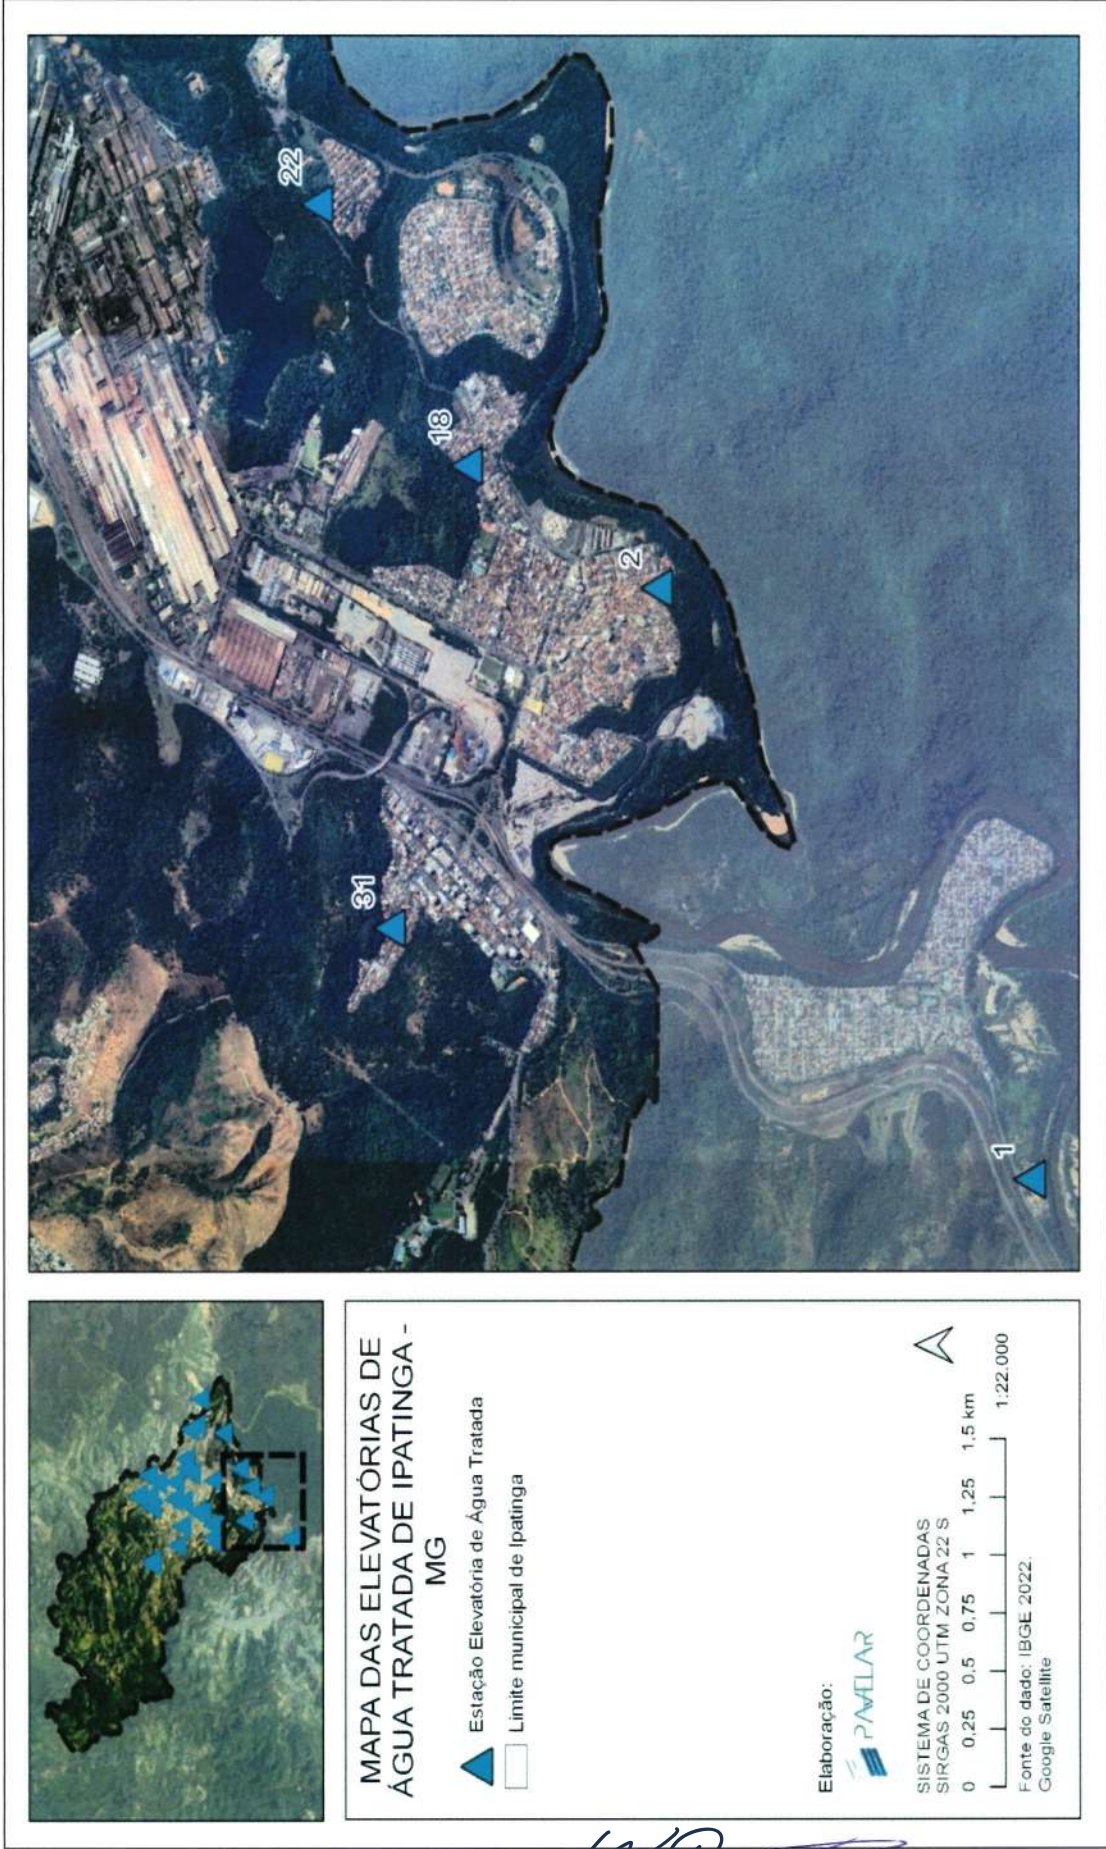 MAPA DAS ELEVATÓRIAS DE
ÁGUA TRATADA DE IPATINGA -
MG
Estação Elevatória de Água Tratada
Limite municipal de Ipatinga
Elaboração:
PAVELAR
SISTEMA DE COORDENADAS
SIRGAS 2000 UTM ZONA 22 S
0 0,25 0,5 0,75 1 1,25 1,5 km
1:22.000
Fonte do dado: IBGE 2022.
Google Satellite
31
1
2
18
22